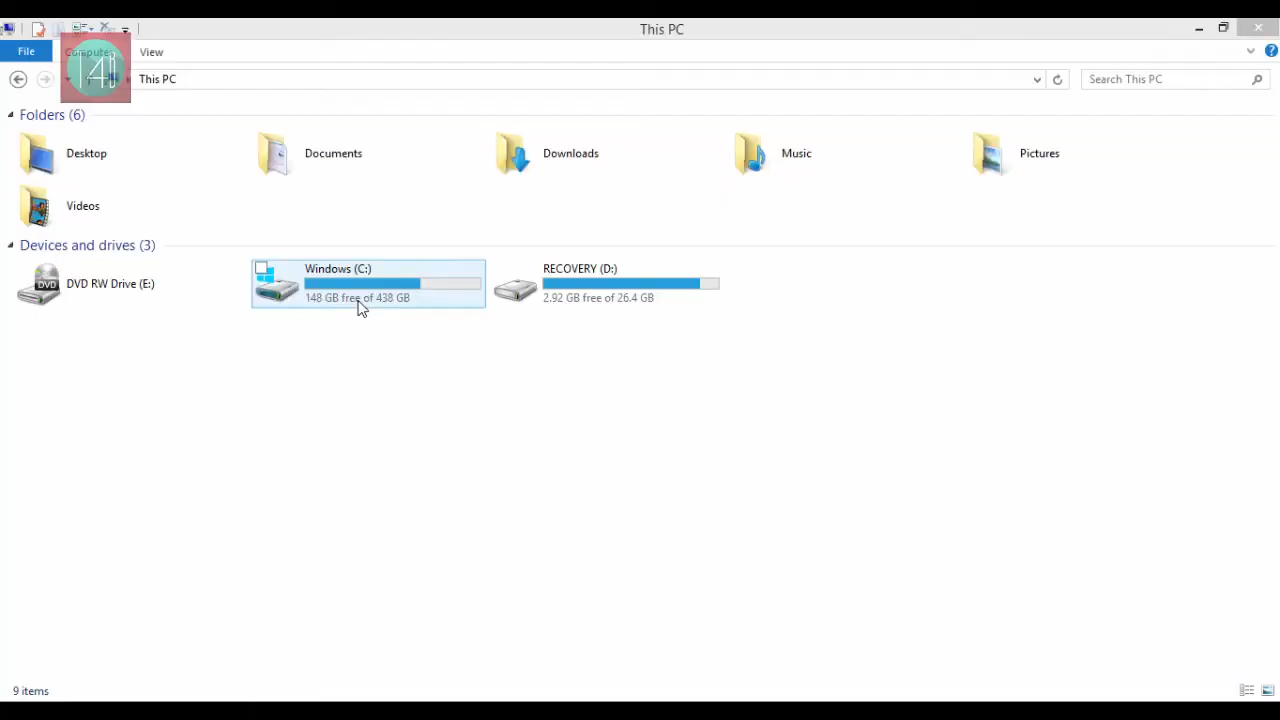 This PC
File
Computer
View
This PC
Search This PC
Folders (6)
Desktop
Documents
Downloads
Music
Pictures
Videos
Devices and drives (3)
DVD
DVD RW Drive (E:)
Windows (C:)
148 GB free of 438 GB
RECOVERY (D:)
2.92 GB free of 26.4 GB
9 items